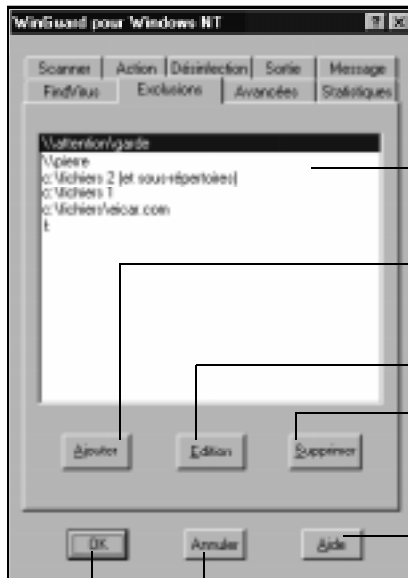 WinGuard pour Windows NT
Scanner Action Désinfection Sortie Message
FindVirus Exclusions Avancées Statistiques
\\attention\garde
\\pierre
c:\fichiers 2 (et sous-répertoires)
c:\fichiers 1
c:\fichiers\eicar.com
Ajouter Edition Supprimer
OK Annuler Aide